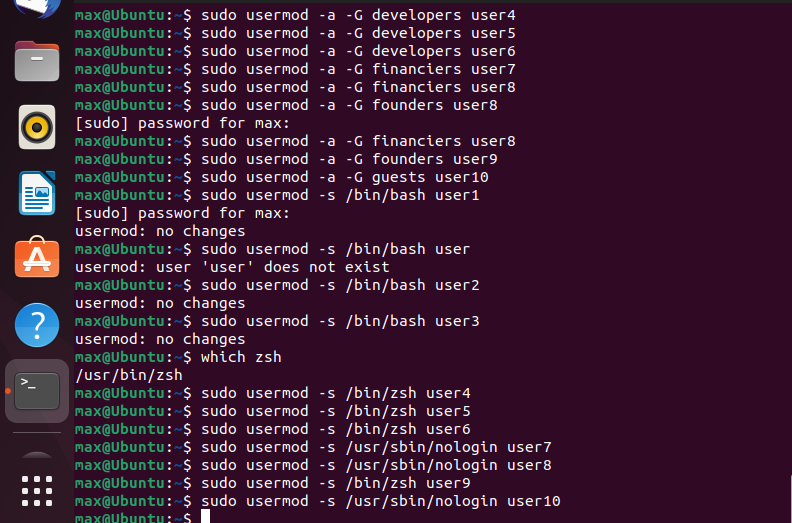 max@Ubuntu:~$ sudo usermod -a -G developers user4
max@Ubuntu:~$ sudo usermod -a -G developers user5
max@Ubuntu:~$ sudo usermod -a -G developers user6
max@Ubuntu:~$ sudo usermod -a -G financiers user7
max@Ubuntu:~$ sudo usermod -a -G financiers user8
max@Ubuntu:~$ sudo usermod -a -G founders user8
[sudo] password for max:
max@Ubuntu:~$ sudo usermod -a -G financiers user8
max@Ubuntu:~$ sudo usermod -a -G founders user9
max@Ubuntu:~$ sudo usermod -a -G guests user10
max@Ubuntu:~$ sudo usermod -s /bin/bash user1
[sudo] password for max:
usermod: no changes
max@Ubuntu:~$ sudo usermod -s /bin/bash user
usermod: user 'user' does not exist
max@Ubuntu:~$ sudo usermod -s /bin/bash user2
usermod: no changes
max@Ubuntu:~$ sudo usermod -s /bin/bash user3
usermod: no changes
max@Ubuntu:~$ which zsh
/usr/bin/zsh
max@Ubuntu:~$ sudo usermod -s /bin/zsh user4
max@Ubuntu:~$ sudo usermod -s /bin/zsh user5
max@Ubuntu:~$ sudo usermod -s /bin/zsh user6
max@Ubuntu:~$ sudo usermod -s /usr/sbin/nologin user7
max@Ubuntu:~$ sudo usermod -s /usr/sbin/nologin user8
max@Ubuntu:~$ sudo usermod -s /bin/zsh user9
max@Ubuntu:~$ sudo usermod -s /usr/sbin/nologin user10
max@Ubuntu:~$